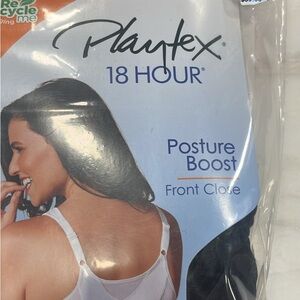 Re
cycle
me
Playtex®
18 HOUR®
Posture
Boost
Front Close